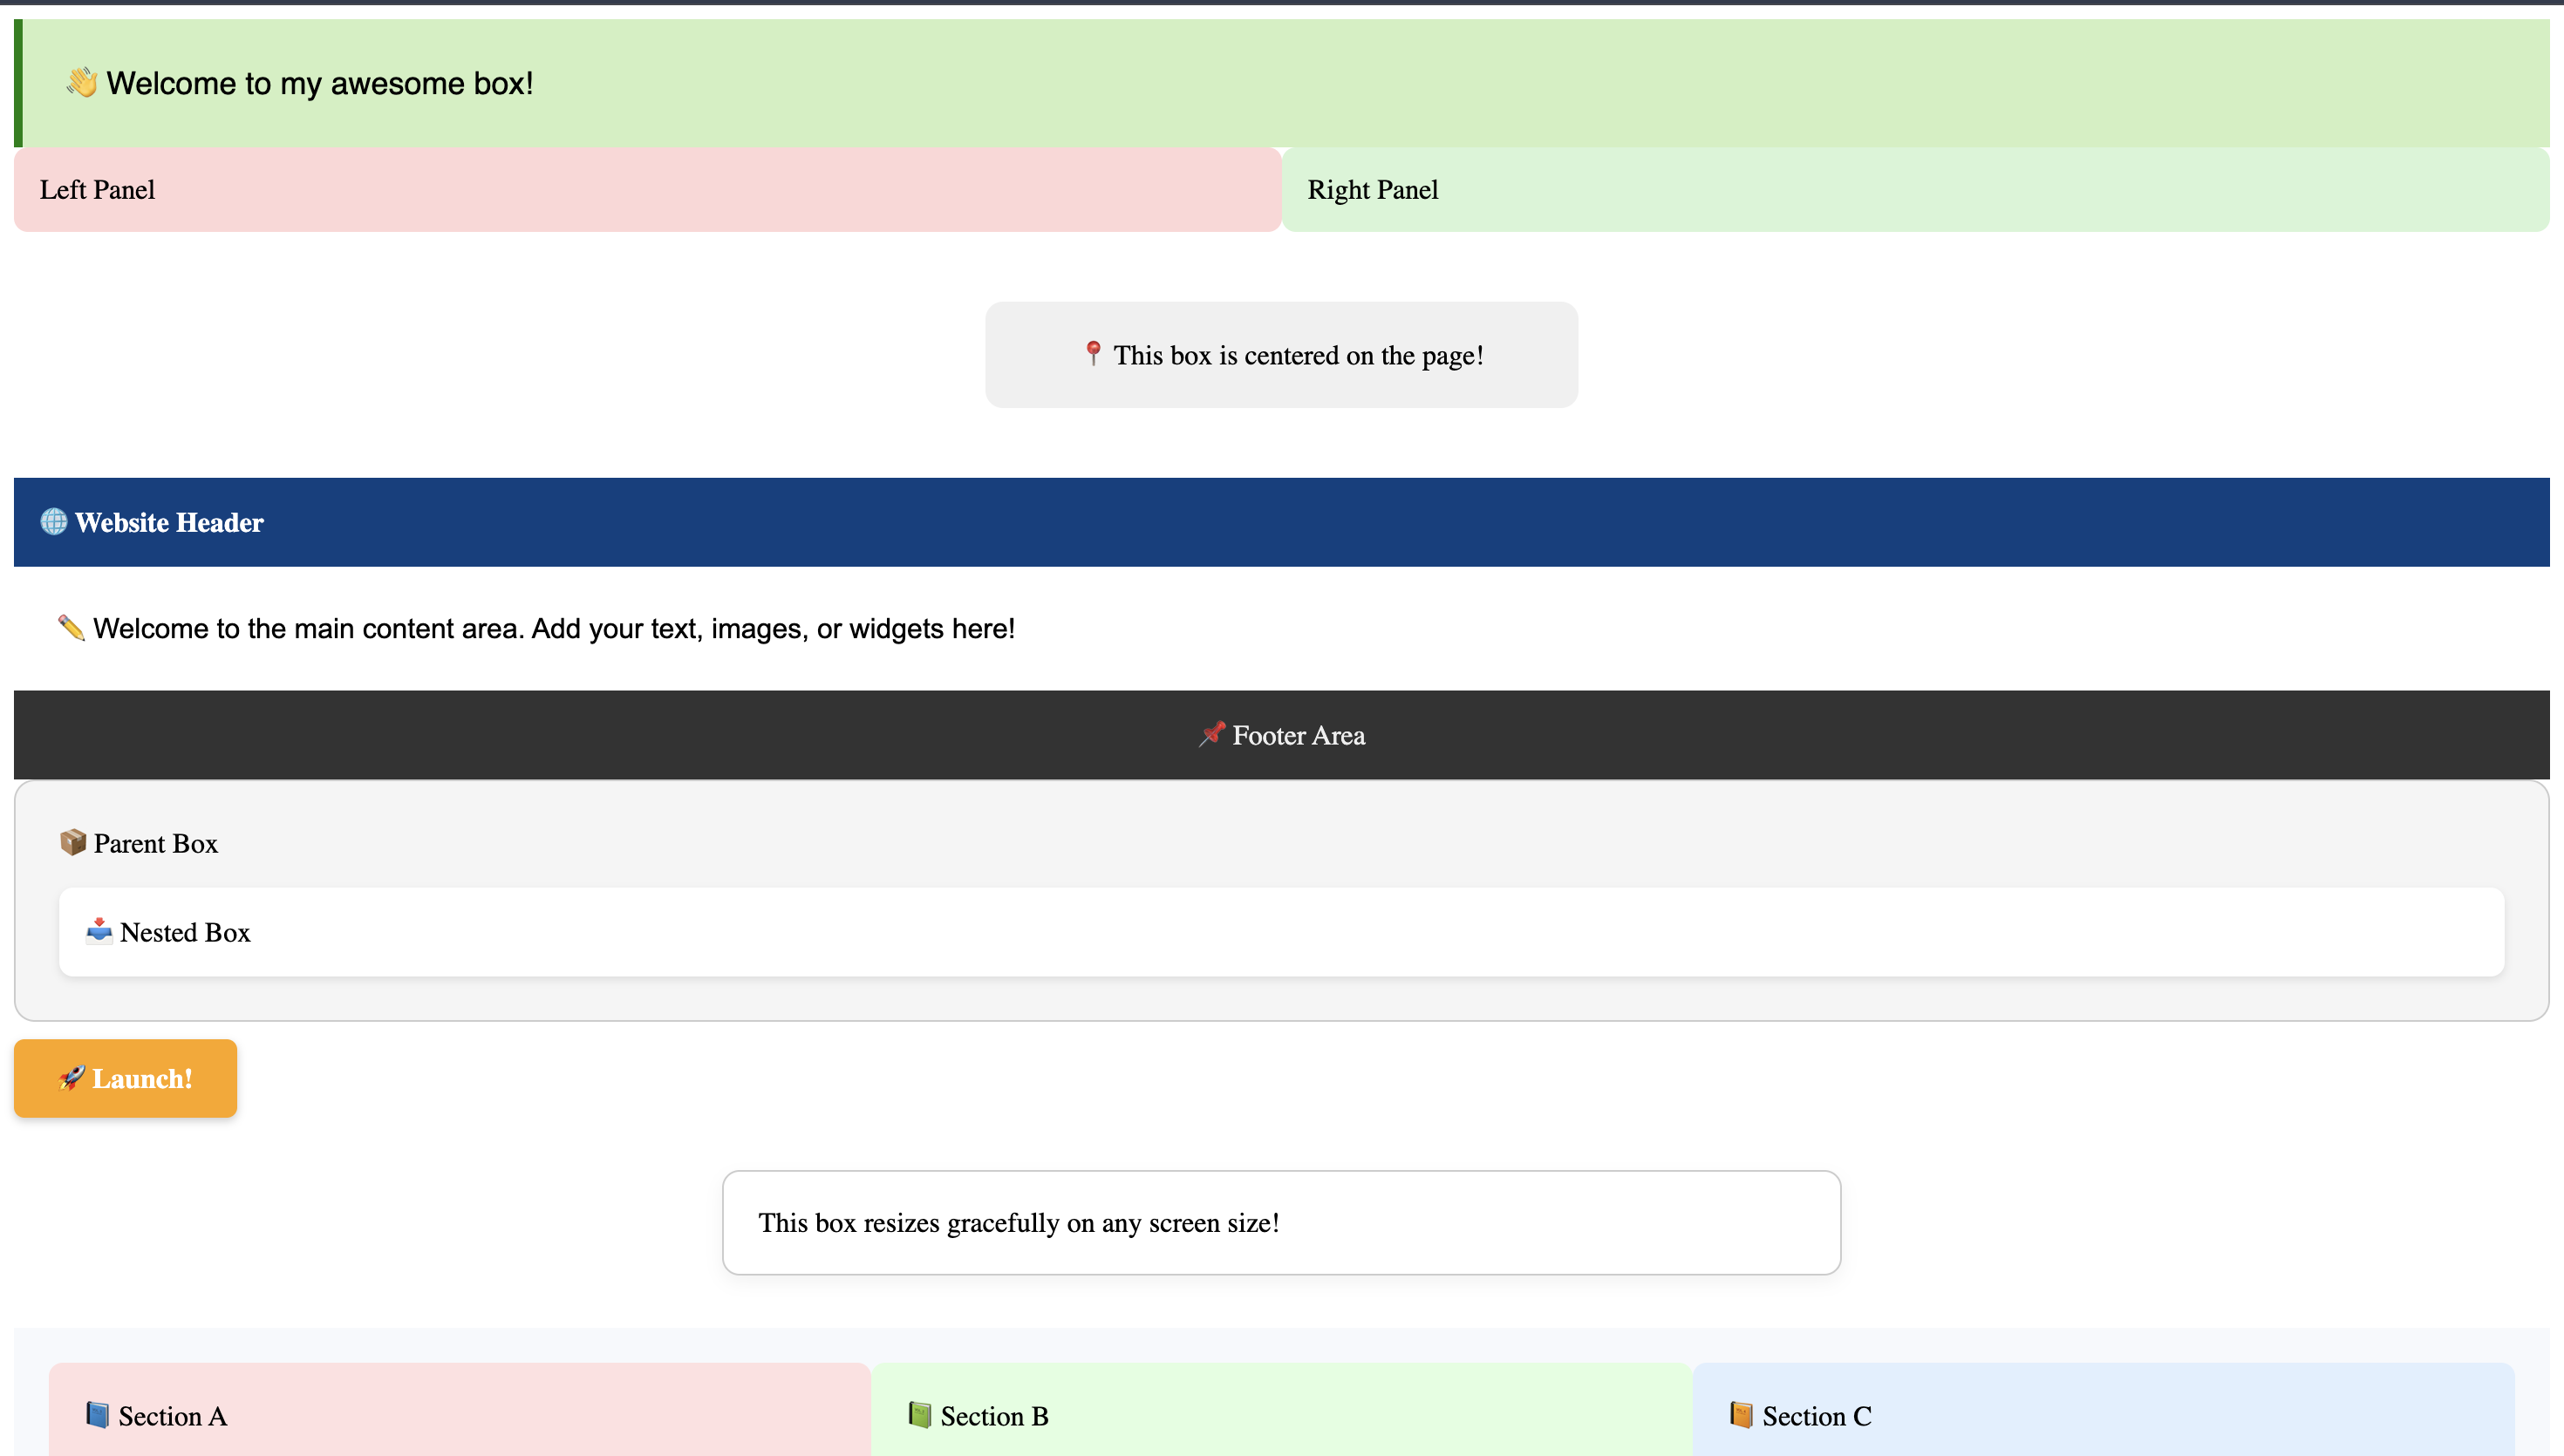 👋 Welcome to my awesome box!
Left Panel
Right Panel
📍 This box is centered on the page!
🌐 Website Header
✏️ Welcome to the main content area. Add your text, images, or widgets here!
📌 Footer Area
📦 Parent Box
📥 Nested Box
🚀 Launch!
This box resizes gracefully on any screen size!
📘 Section A
📗 Section B
📙 Section C